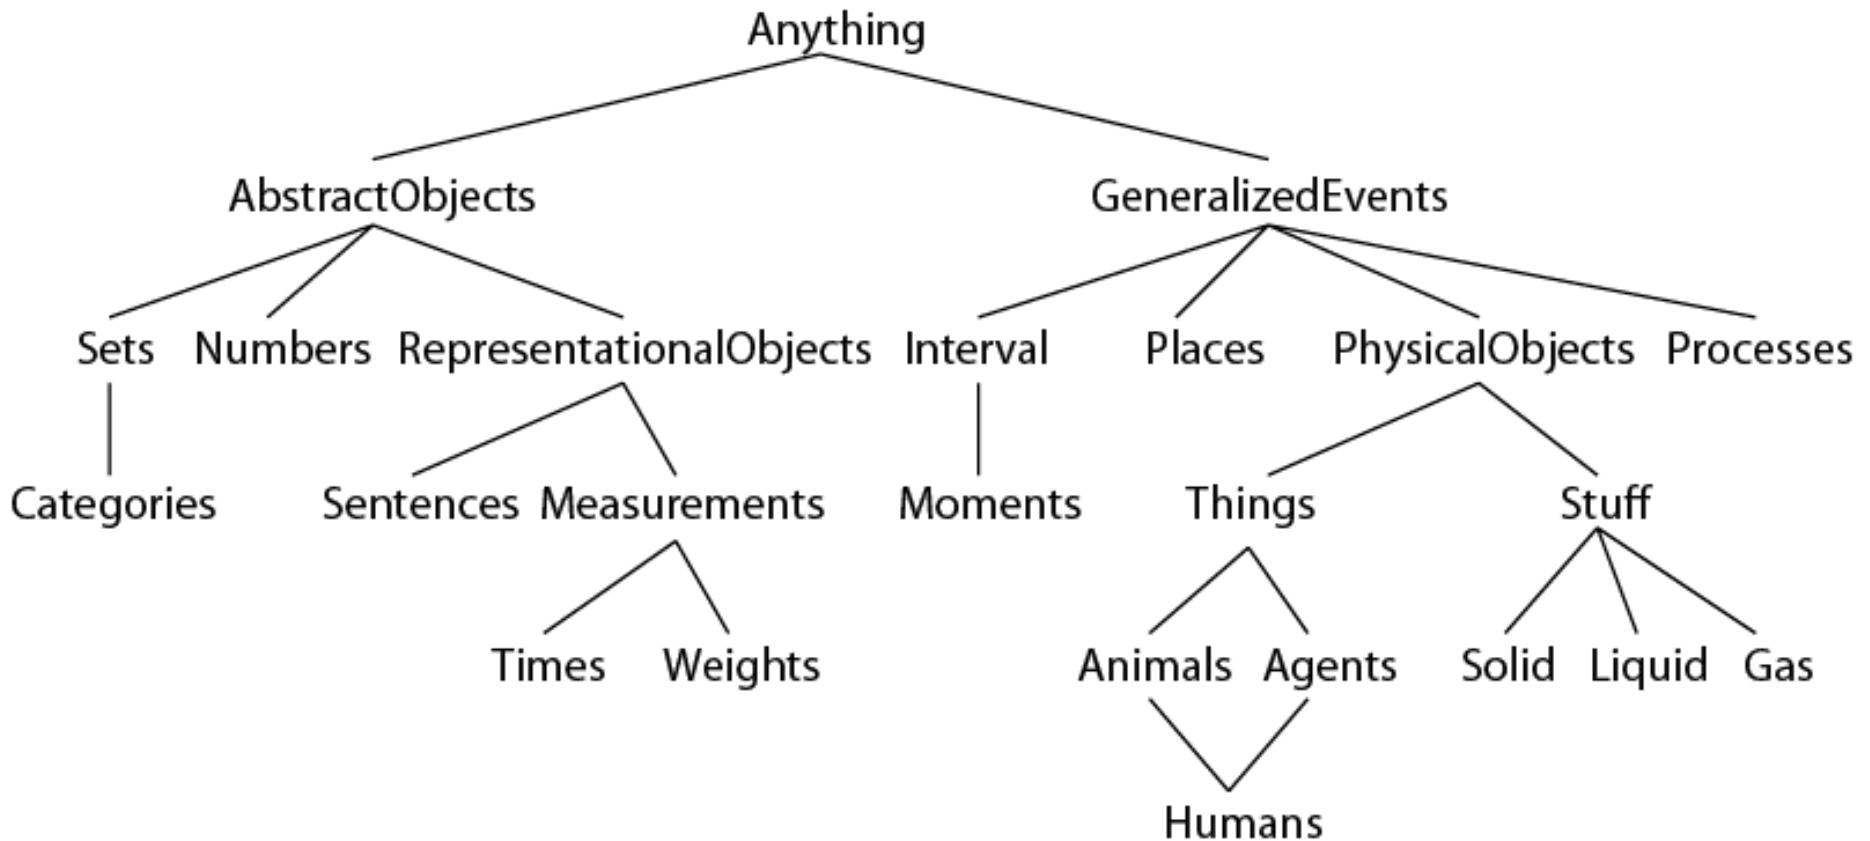 Anything
AbstractObjects GeneralizedEvents
Sets Numbers RepresentationalObjects Interval Places PhysicalObjects Processes
Categories Sentences Measurements Moments Things Stuff
Times Weights Animals Agents Solid Liquid Gas
Humans